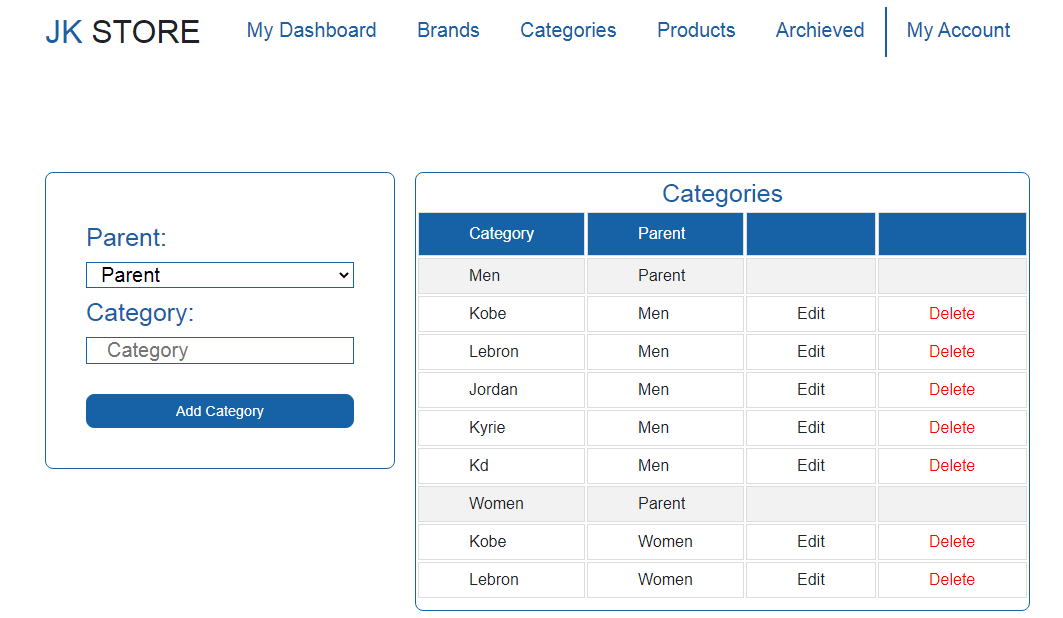 JK STORE My Dashboard Brands Categories Products Archieved My Account
Parent:
Parent
Category:
Category
Add Category
Categories
Category Parent
Men Parent
Kobe Men Edit Delete
Lebron Men Edit Delete
Jordan Men Edit Delete
Kyrie Men Edit Delete
Kd Men Edit Delete
Women Parent
Kobe Women Edit Delete
Lebron Women Edit Delete